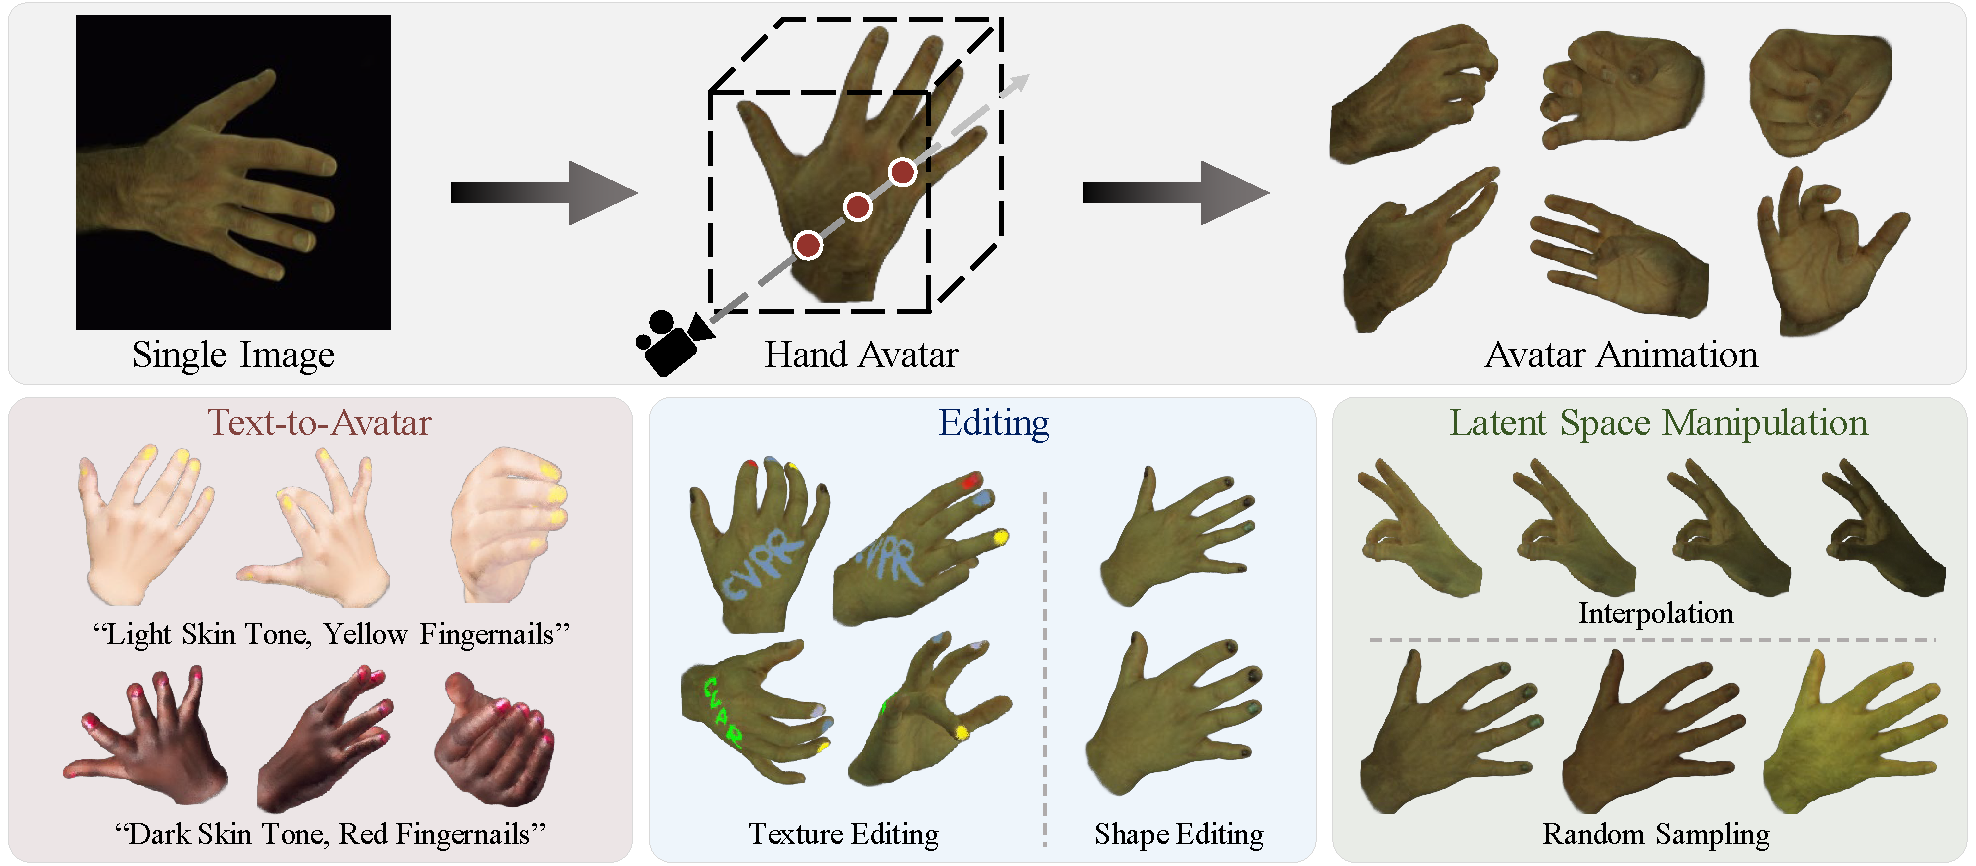 Single Image
Hand Avatar
Avatar Animation
Text-to-Avatar
“Light Skin Tone, Yellow Fingernails”
“Dark Skin Tone, Red Fingernails”
Editing
CVPR
VPR
CVPR
Texture Editing
Shape Editing
Latent Space Manipulation
Interpolation
Random Sampling